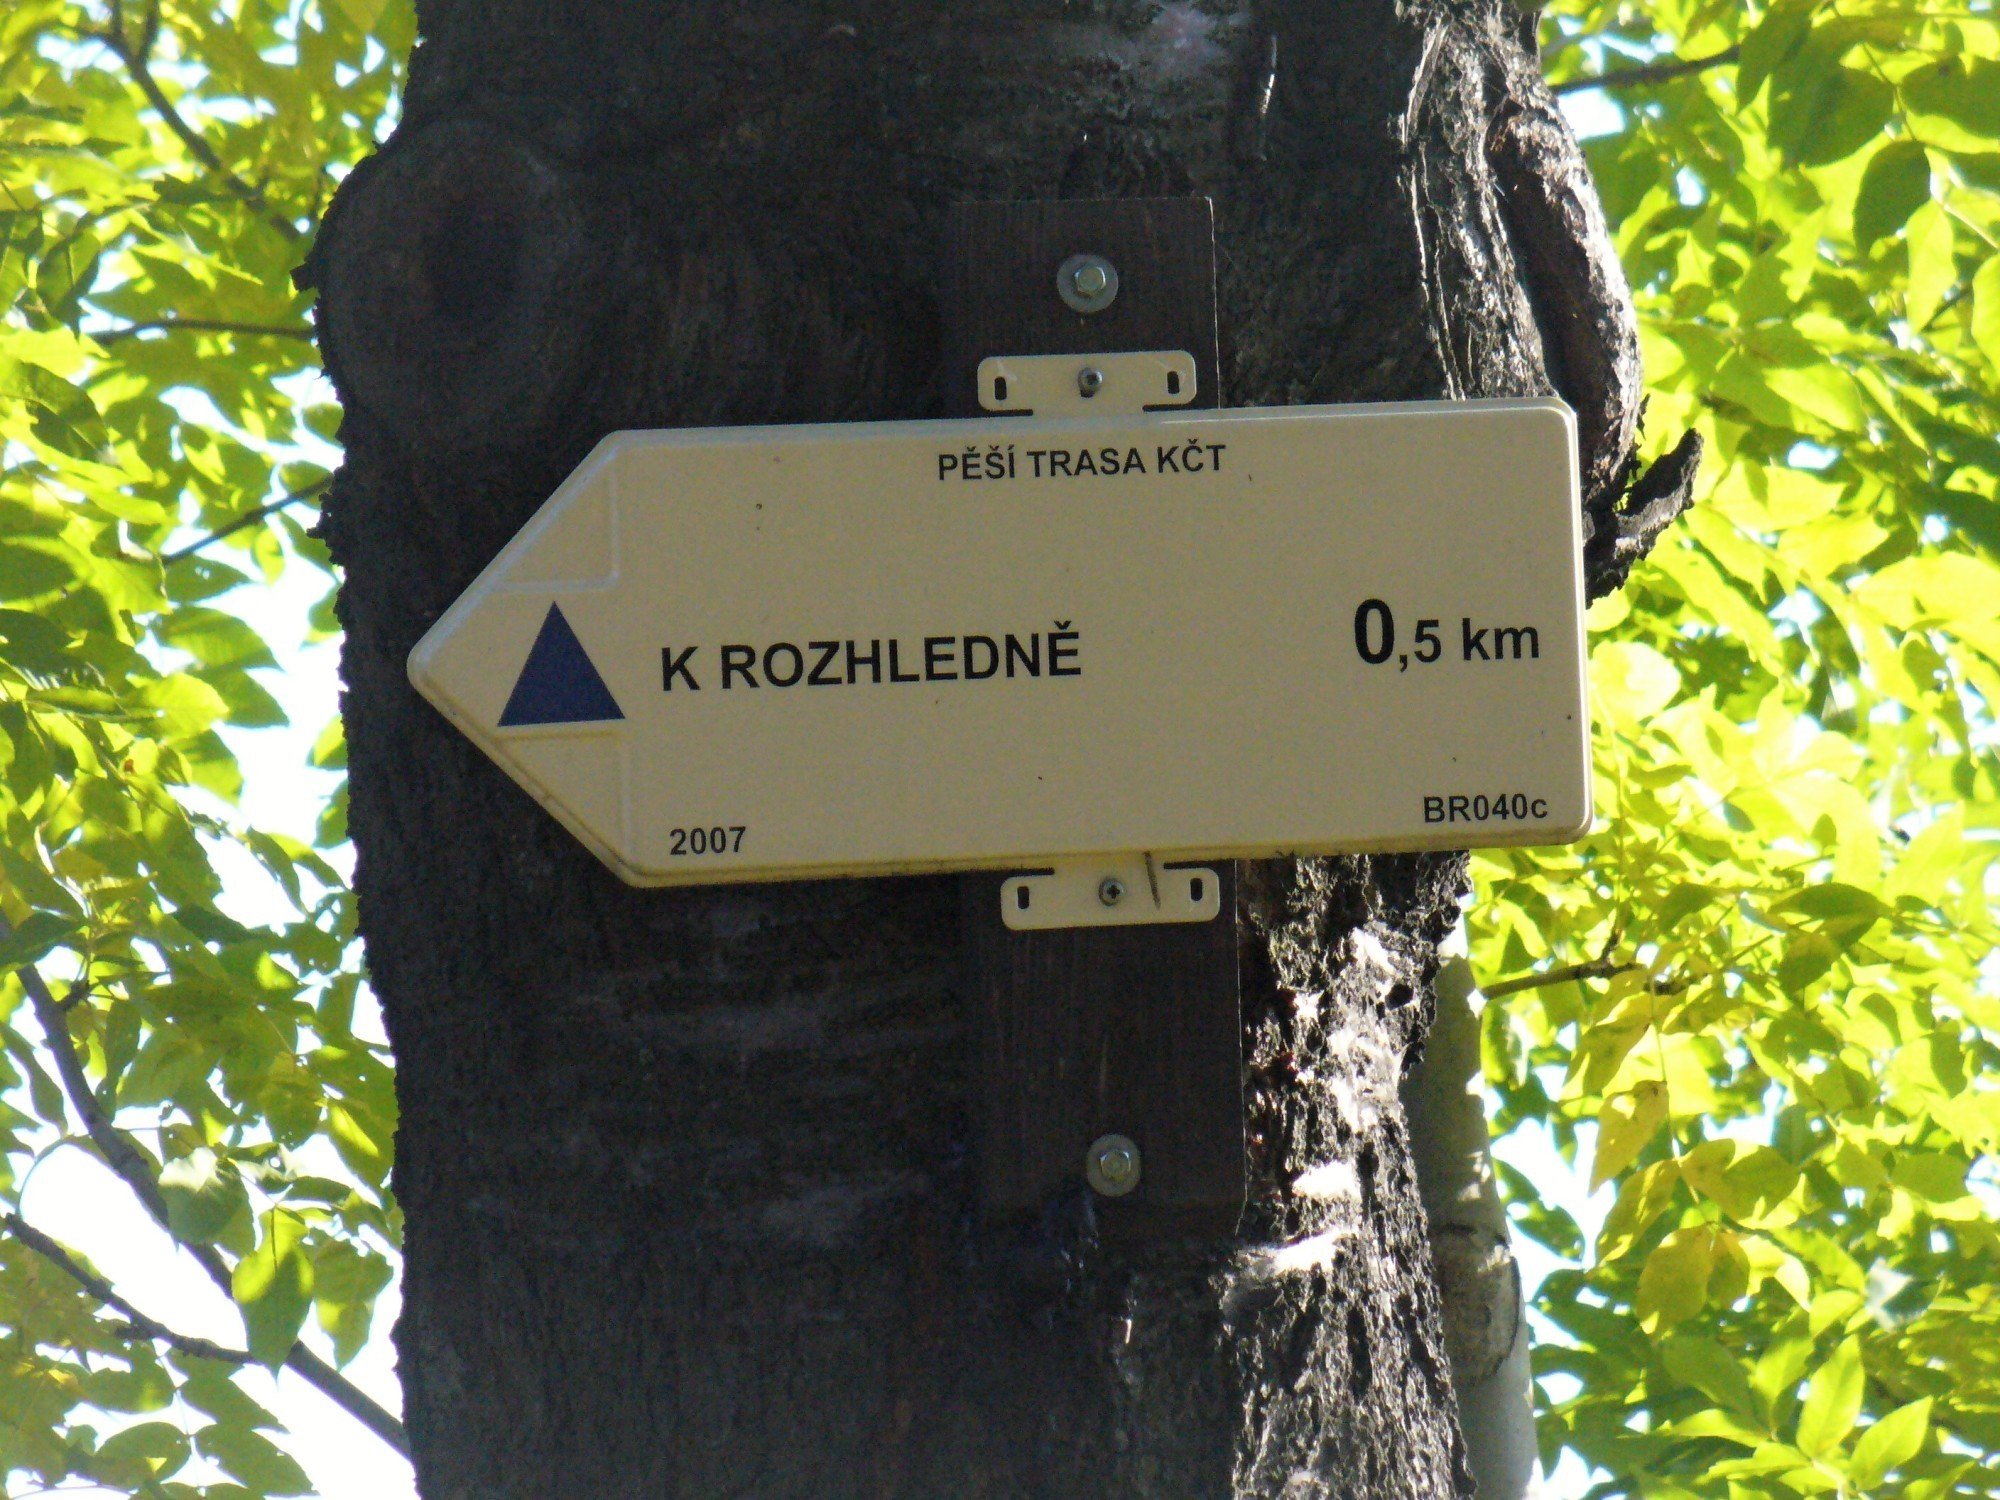 PĚŠÍ TRASA KČT
K ROZHLEDNĚ 0,5 km
2007 BR040c